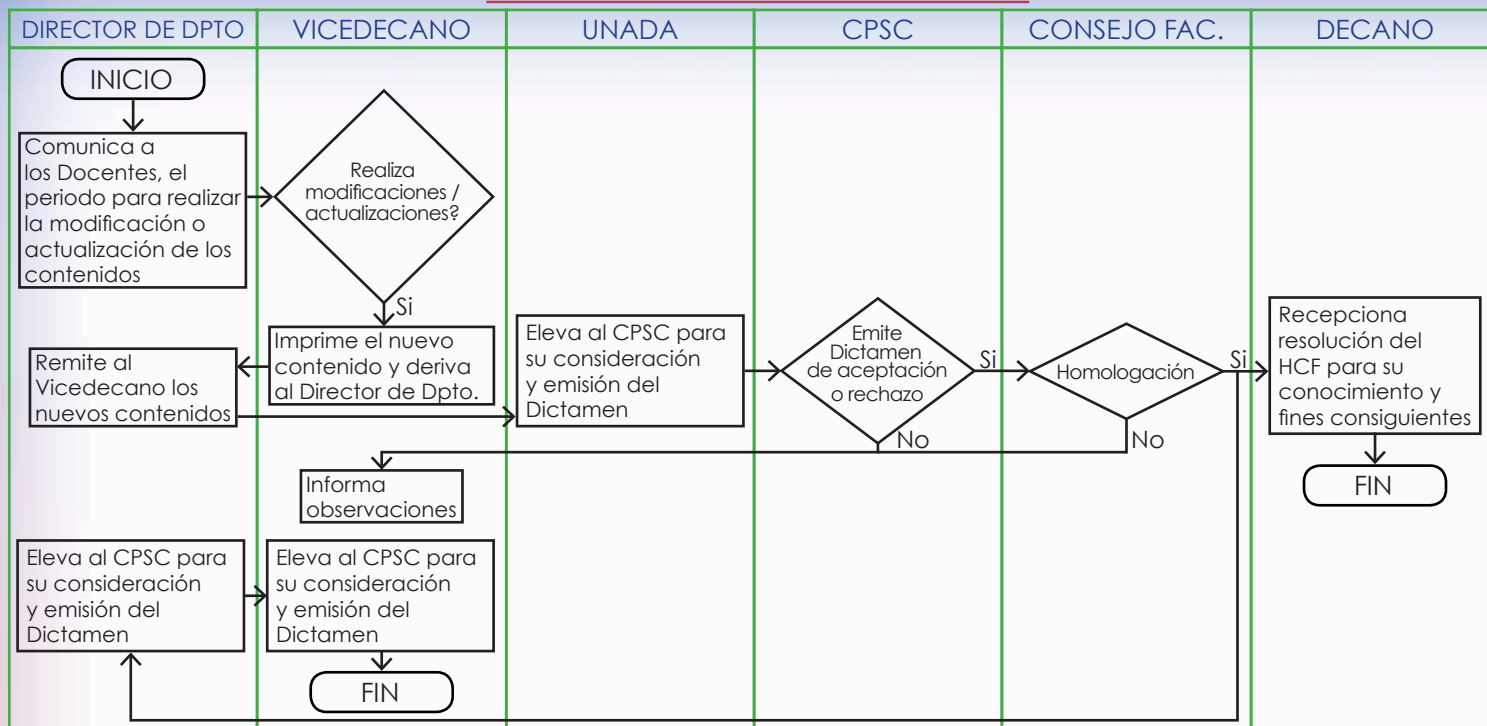 DIRECTOR DE DPTO
VICEDECANO
UNADA
CPSC
CONSEJO FAC.
DECANO
INICIO
Comunica a
los Docentes, el
periodo para realizar
la modificación o
actualización de los
contenidos
Realiza
modificaciones /
actualizaciones?
Si
Imprime el nuevo
contenido y deriva
al Director de Dpto.
Remite al
Vicedecano los
nuevos contenidos
Eleva al CPSC para
su consideración
y emisión del
Dictamen
Emite
Dictamen
de aceptación
o rechazo
Si
No
Homologación
Si
No
Recepciona
resolución del
HCF para su
conocimiento y
fines consiguientes
FIN
Informa
observaciones
Eleva al CPSC para
su consideración
y emisión del
Dictamen
Eleva al CPSC para
su consideración
y emisión del
Dictamen
FIN